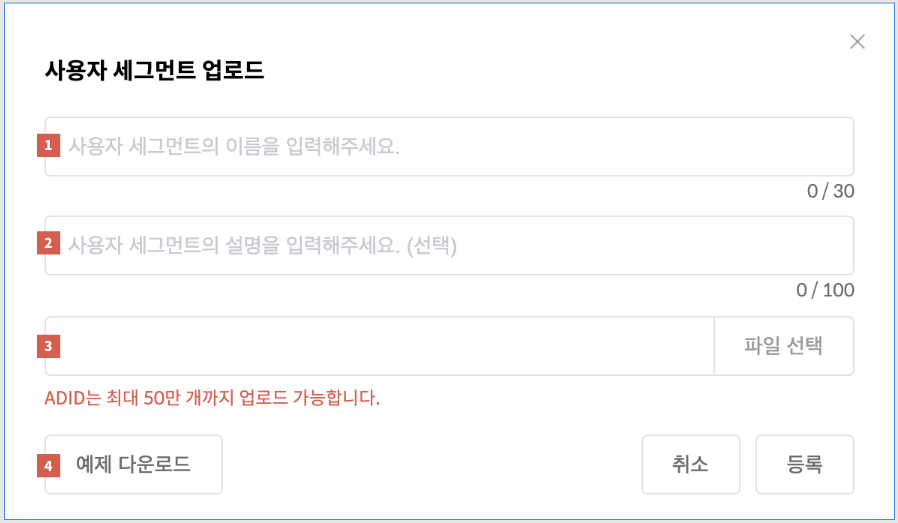 사용자 세그먼트 업로드
1 사용자 세그먼트의 이름을 입력해주세요.
0 / 30
2 사용자 세그먼트의 설명을 입력해주세요. (선택)
0 / 100
3 파일 선택
ADID는 최대 50만 개까지 업로드 가능합니다.
4 예제 다운로드 취소 등록